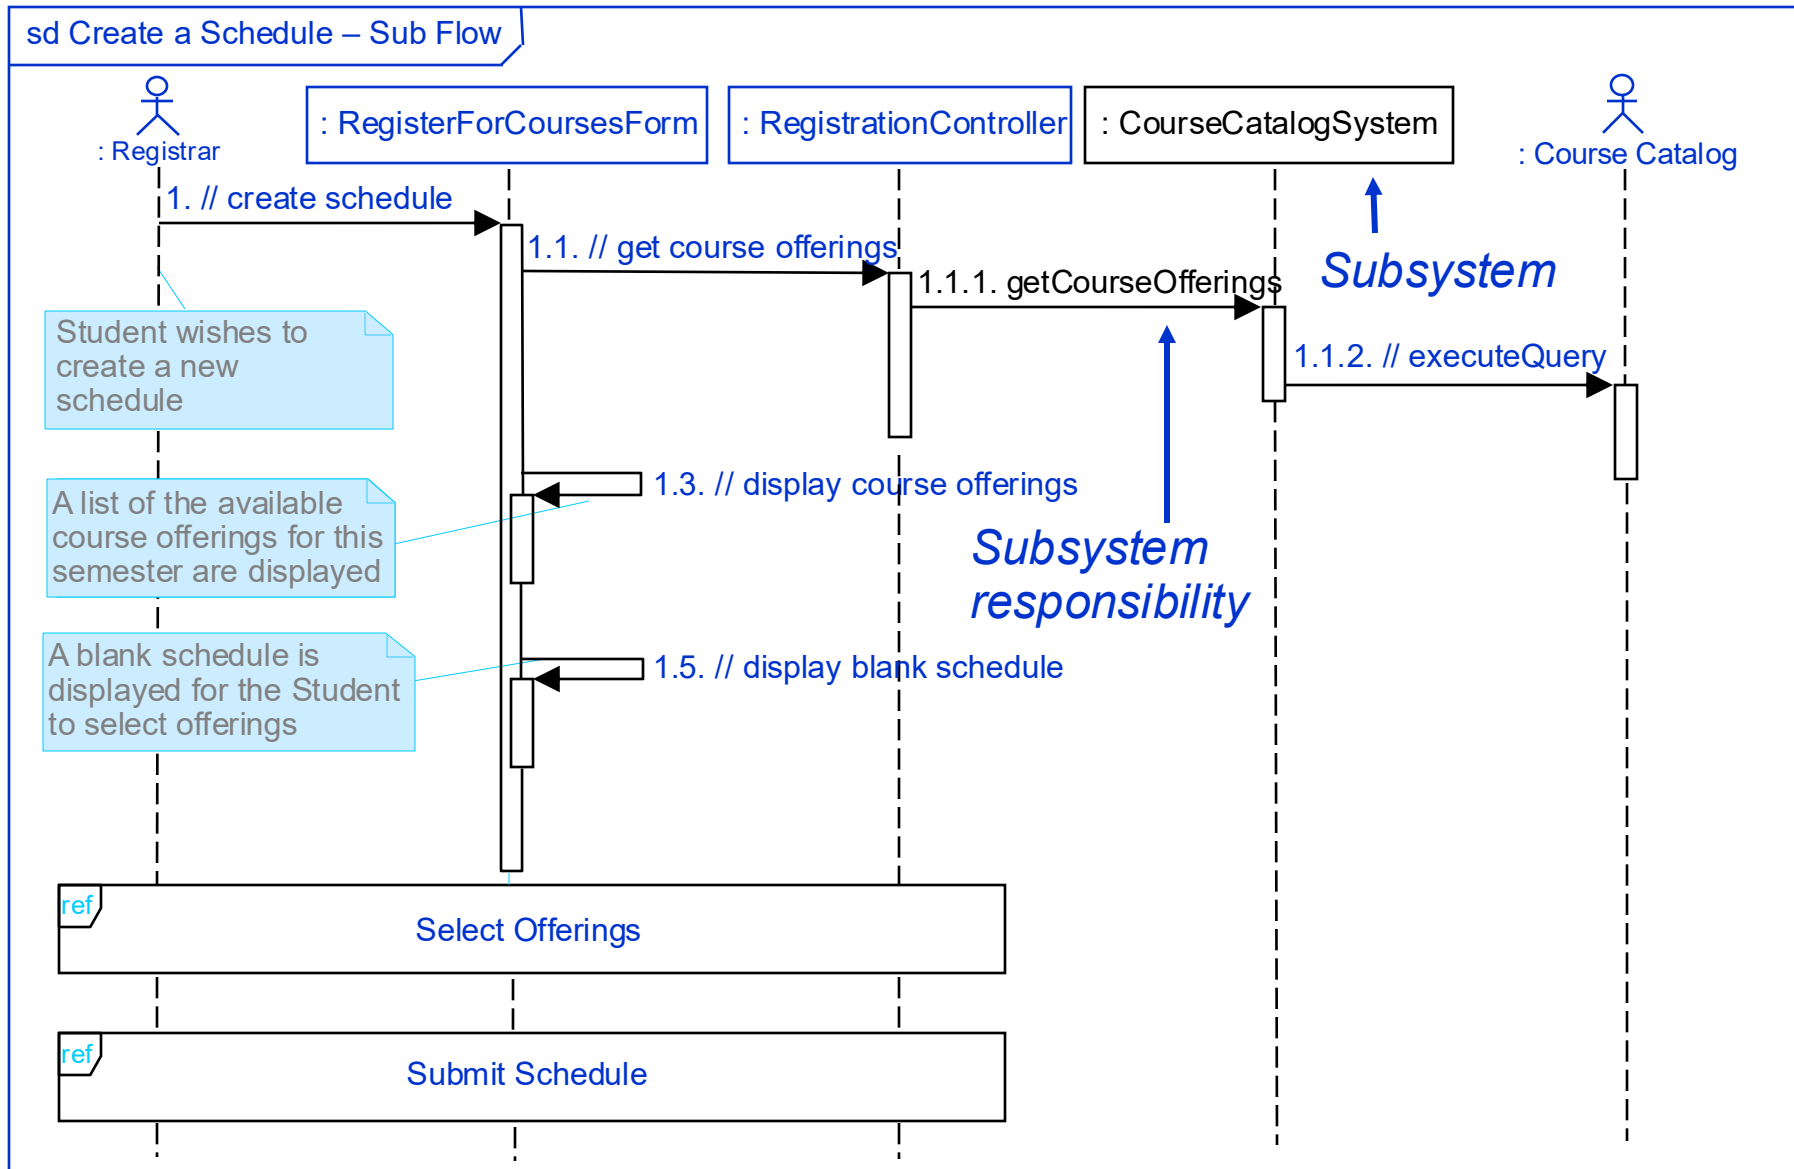 sd Create a Schedule – Sub Flow
: Registrar
: RegisterForCoursesForm
: RegistrationController
: CourseCatalogSystem
: Course Catalog
1. // create schedule
1.1. // get course offerings
1.1.1. getCourseOfferings
Subsystem
Student wishes to
create a new
schedule
1.1.2. // executeQuery
A list of the available
course offerings for this
semester are displayed
1.3. // display course offerings
Subsystem
responsibility
A blank schedule is
displayed for the Student
to select offerings
1.5. // display blank schedule
ref
Select Offerings
ref
Submit Schedule